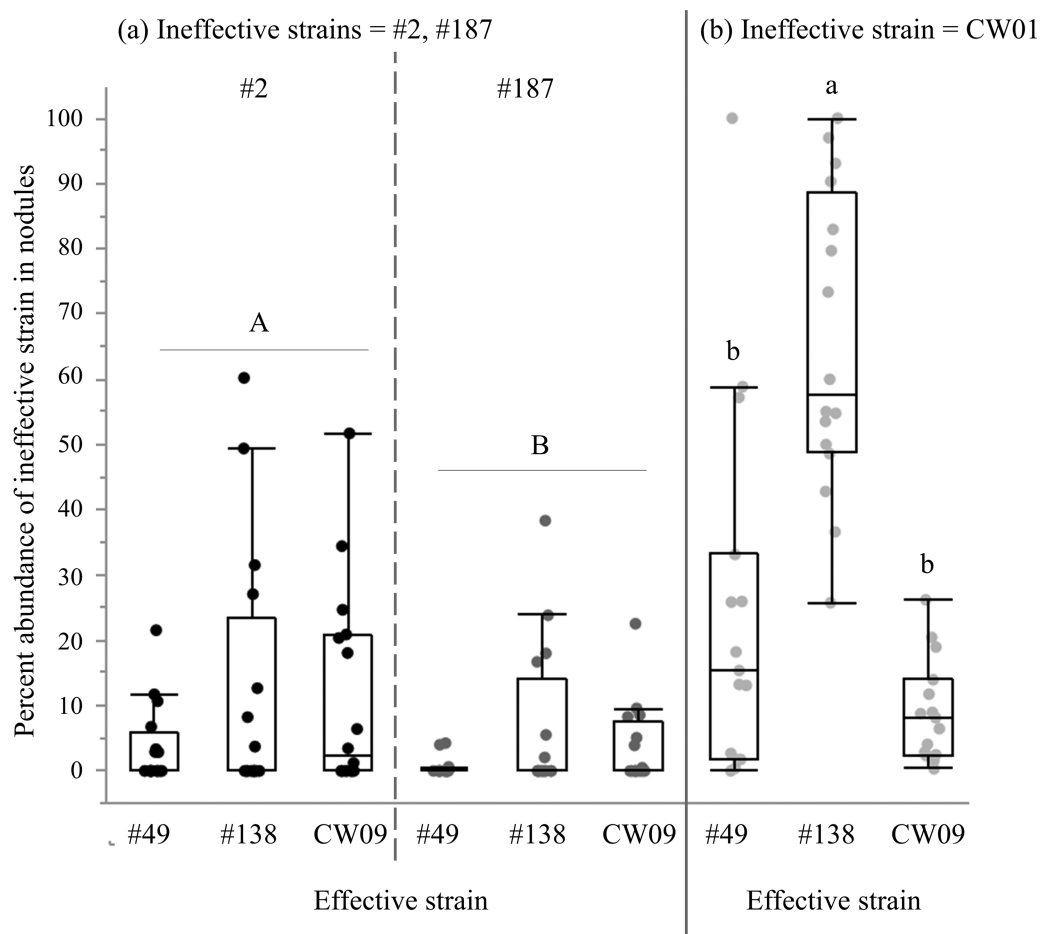 (a) Ineffective strains = #2, #187
(b) Ineffective strain = CW01
#2
#187
a
100
90
80
70
60
50
40
30
20
10
0
Percent abundance of ineffective strain in nodules
A
B
b
b
#49 #138 CW09 #49 #138 CW09 #49 #138 CW09
Effective strain
Effective strain